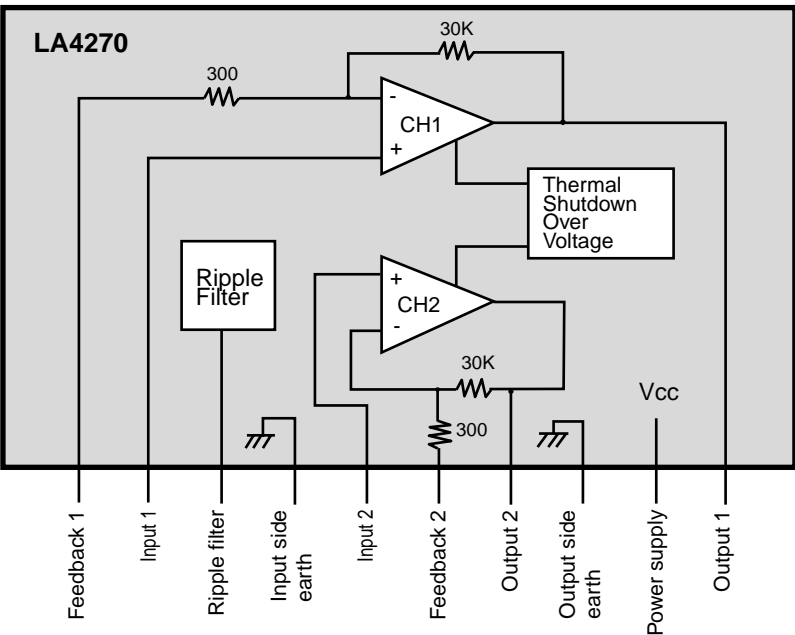 LA4270
30K
300
-
CH1
+
Thermal
Shutdown
Over
Voltage
Ripple
Filter
+
CH2
-
30K
300
Vcc
Feedback 1
Input 1
Ripple filter
Input side
earth
Input 2
Feedback 2
Output 2
Output side
earth
Power supply
Output 1